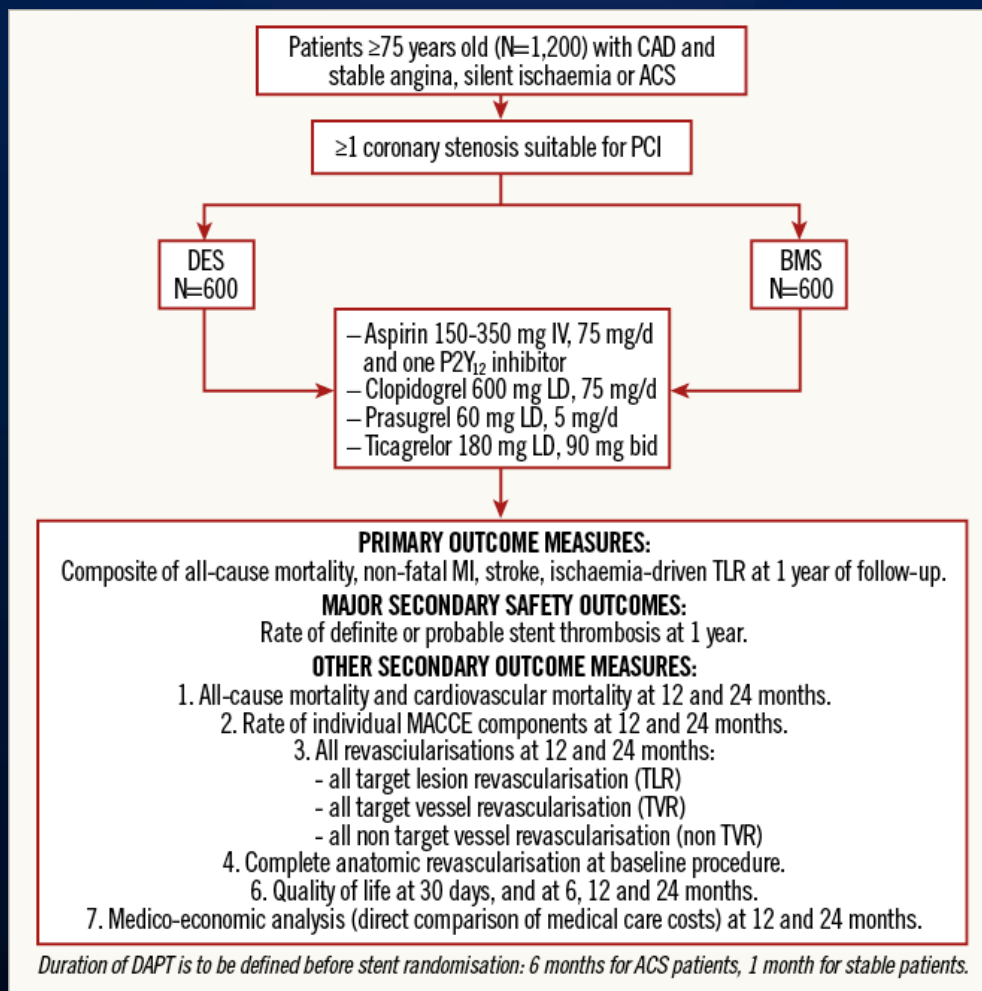 Patients ≥75 years old (N=1,200) with CAD and
stable angina, silent ischaemia or ACS
≥1 coronary stenosis suitable for PCI
DES
N=600
BMS
N=600
– Aspirin 150-350 mg IV, 75 mg/d
and one P2Y₁₂ inhibitor
– Clopidogrel 600 mg LD, 75 mg/d
– Prasugrel 60 mg LD, 5 mg/d
– Ticagrelor 180 mg LD, 90 mg bid
PRIMARY OUTCOME MEASURES:
Composite of all-cause mortality, non-fatal MI, stroke, ischaemia-driven TLR at 1 year of follow-up.
MAJOR SECONDARY SAFETY OUTCOMES:
Rate of definite or probable stent thrombosis at 1 year.
OTHER SECONDARY OUTCOME MEASURES:
1. All-cause mortality and cardiovascular mortality at 12 and 24 months.
2. Rate of individual MACCE components at 12 and 24 months.
3. All revasciularisations at 12 and 24 months:
- all target lesion revascularisation (TLR)
- all target vessel revascularisation (TVR)
- all non target vessel revascularisation (non TVR)
4. Complete anatomic revascularisation at baseline procedure.
6. Quality of life at 30 days, and at 6, 12 and 24 months.
7. Medico-economic analysis (direct comparison of medical care costs) at 12 and 24 months.
Duration of DAPT is to be defined before stent randomisation: 6 months for ACS patients, 1 month for stable patients.